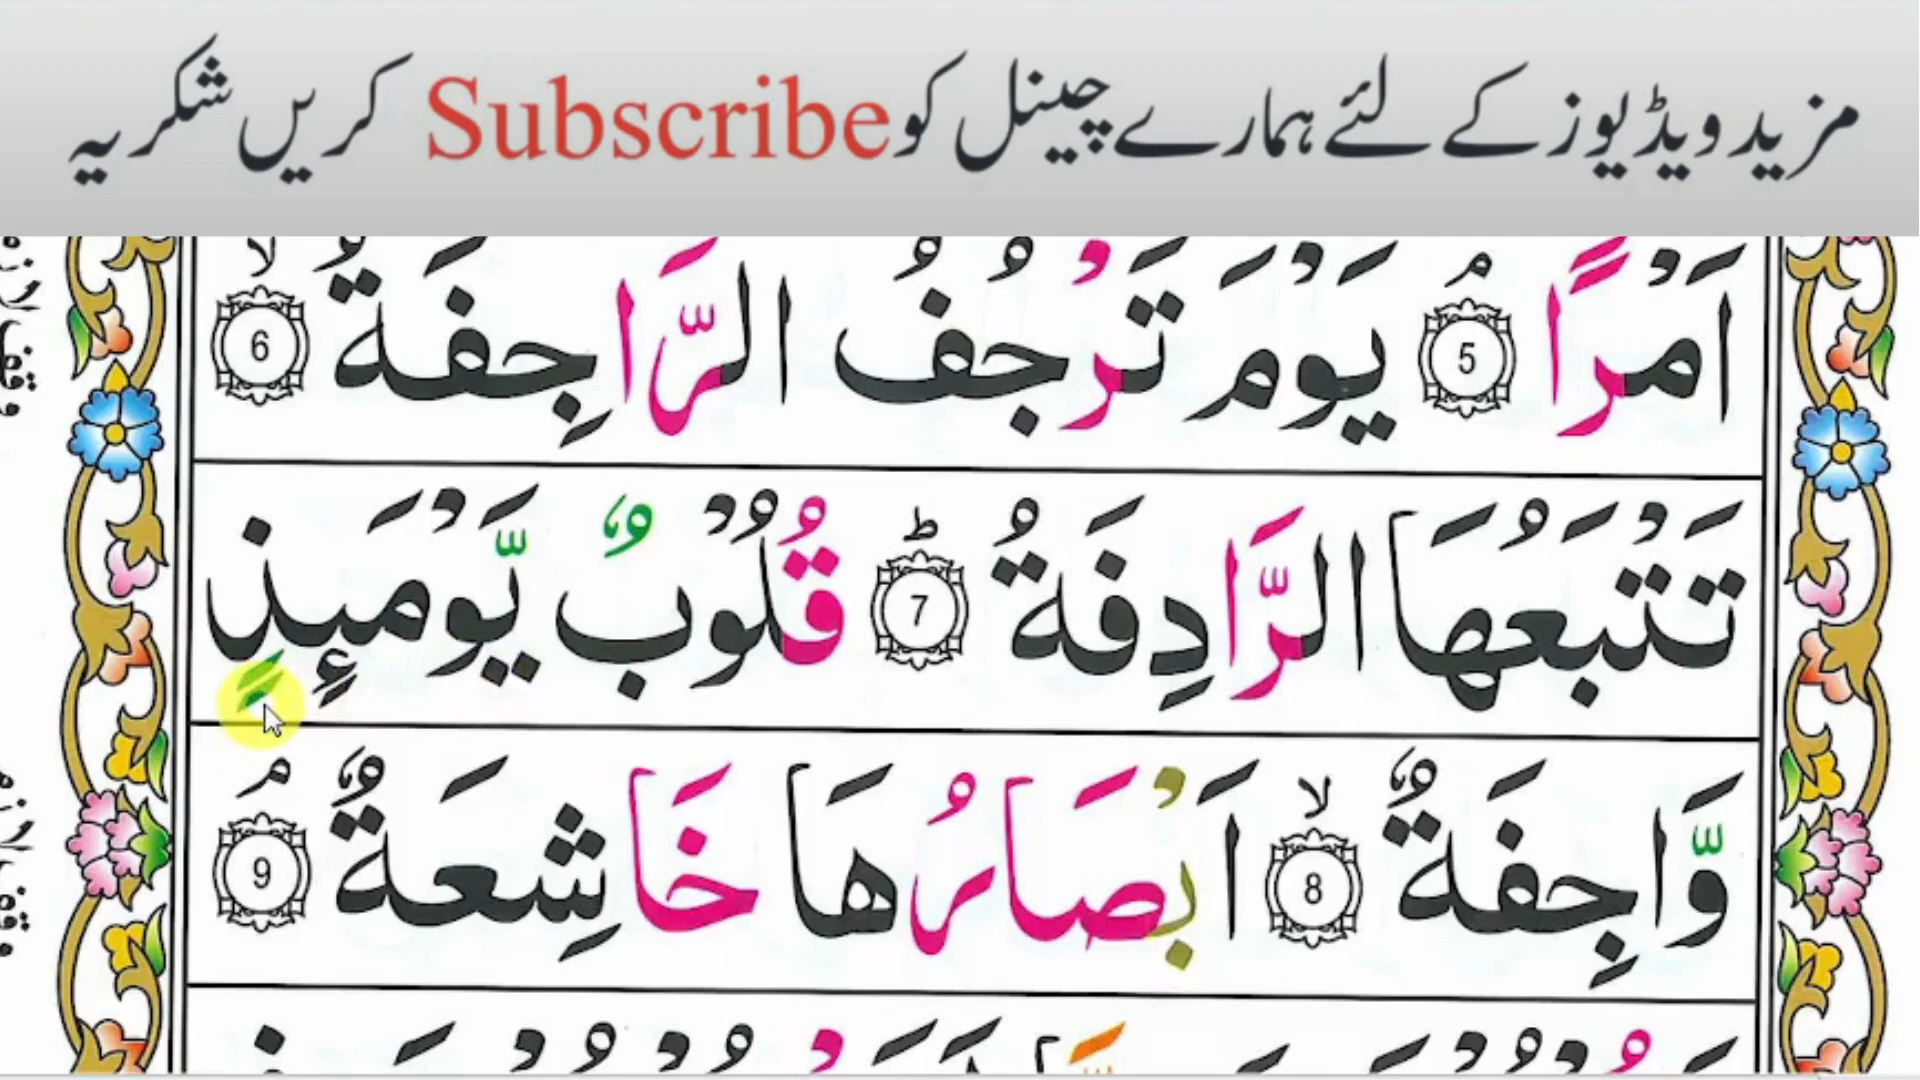 مزید ویڈیوز کے لئے ہمارے چینل کو Subscribe کریں شکریہ
اَمْرًا ۘ 5 یَوْمَ تَرْجُفُ الرَّاجِفَةُ ۙ 6
تَتْبَعُهَا الرَّادِفَةُ ؕ 7 قُلُوْبٌ یَّوْمَىِٕذٍ
وَّاجِفَةٌ ۙ 8 اَبْصَارُهَا خَاشِعَةٌ ۘ 9